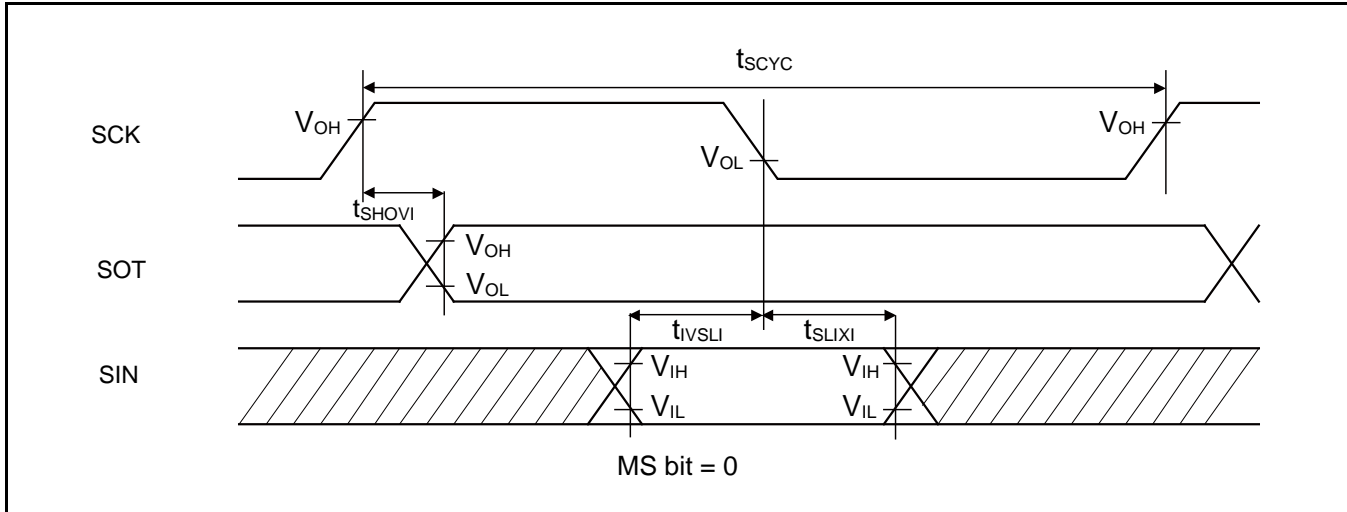 tSCYC
SCK
VOH
VOL
VOH
tSHOVI
SOT
VOH
VOL
tIVSLI
tSLIXI
SIN
VIH
VIL
VIH
VIL
MS bit = 0